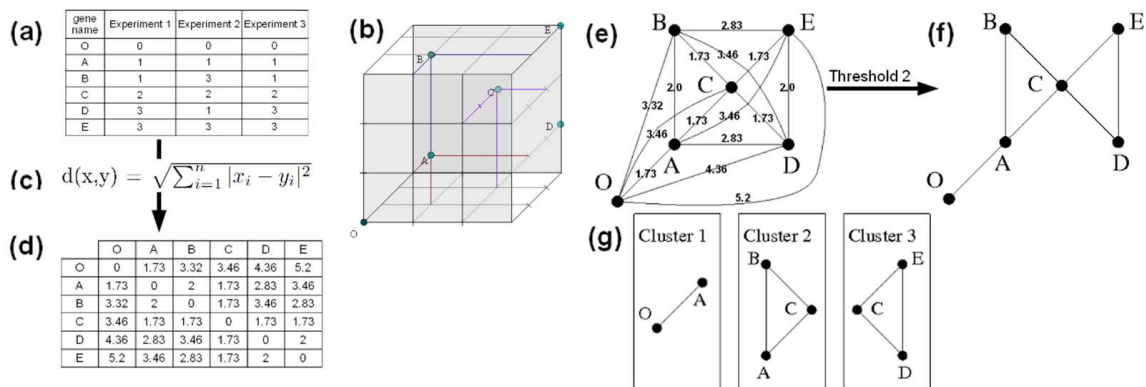 (a)
gene name Experiment 1 Experiment 2 Experiment 3
O 0 0 0
A 1 1 1
B 1 3 1
C 2 2 2
D 3 1 3
E 3 3 3
(b)
E
B
C
D
A
O
(c) d(x,y) = √∑ⁿᵢ₌₁ |xᵢ − yᵢ|²
(d)
O A B C D E
O 0 1.73 3.32 3.46 4.36 5.2
A 1.73 0 2 1.73 2.83 3.46
B 3.32 2 0 1.73 3.46 2.83
C 3.46 1.73 1.73 0 1.73 1.73
D 4.36 2.83 3.46 1.73 0 2
E 5.2 3.46 2.83 1.73 2 0
(e)
B 2.83 E
3.46
1.73 1.73
C
2.0 2.0
3.32
3.46 1.73 3.46 1.73
A 2.83 D
1.73 4.36
O
5.2
Threshold 2
(f)
B E
C
A D
O
(g)
Cluster 1
A
O
Cluster 2
B
C
A
Cluster 3
E
C
D